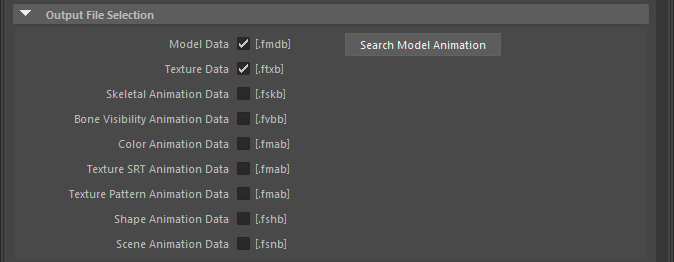 Output File Selection
Model Data [.fmdb] Search Model Animation
Texture Data [.ftxb]
Skeletal Animation Data [.fskb]
Bone Visibility Animation Data [.fvbb]
Color Animation Data [.fmab]
Texture SRT Animation Data [.fmab]
Texture Pattern Animation Data [.fmab]
Shape Animation Data [.fshb]
Scene Animation Data [.fsnb]